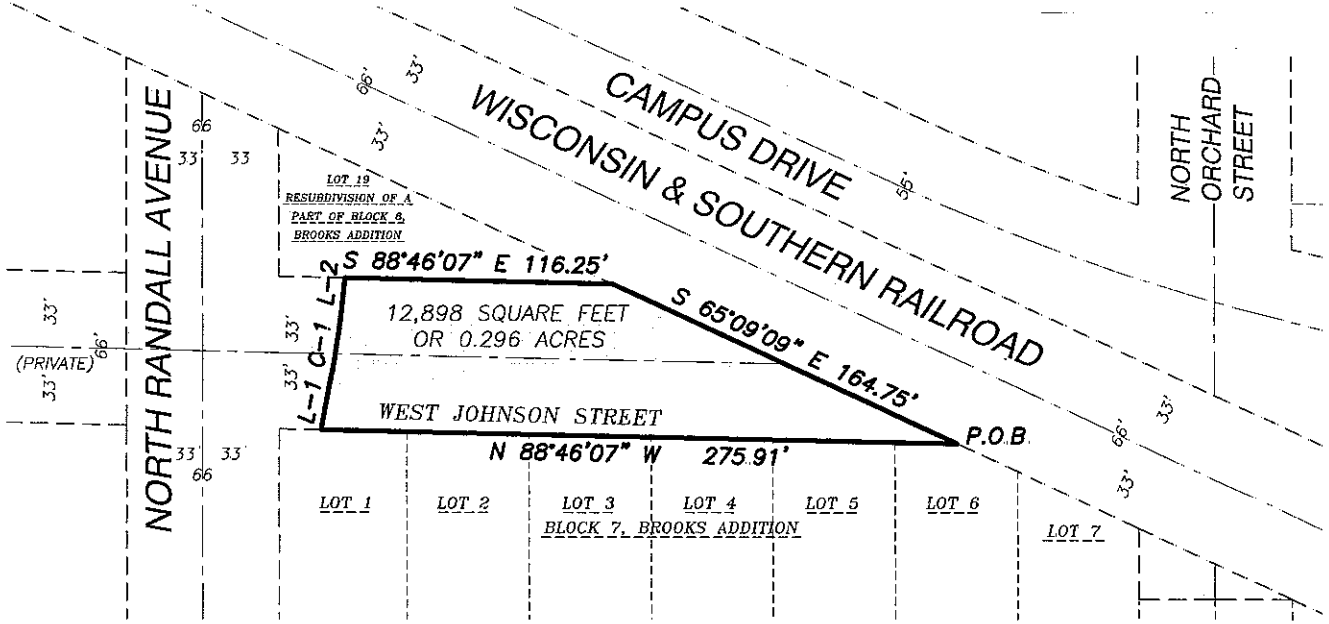 CAMPUS DRIVE
WISCONSIN & SOUTHERN RAILROAD
66'
33'
33'
55'
NORTH
ORCHARD
STREET
NORTH RANDALL AVENUE
66
33' 33
LOT 19
RESUBDIVISION OF A
PART OF BLOCK 6,
BROOKS ADDITION
S 88°46'07" E 116.25'
L-2
C-1
L-1
33'
33'
12,898 SQUARE FEET
OR 0.296 ACRES
S 65°09'09" E 164.75'
33'
(PRIVATE)
66'
33'
WEST JOHNSON STREET
P.O.B.
N 88°46'07" W 275.91'
33' 33'
66
33'
66'
33'
LOT 1
LOT 2
LOT 3
LOT 4
LOT 5
LOT 6
LOT 7
BLOCK 7, BROOKS ADDITION